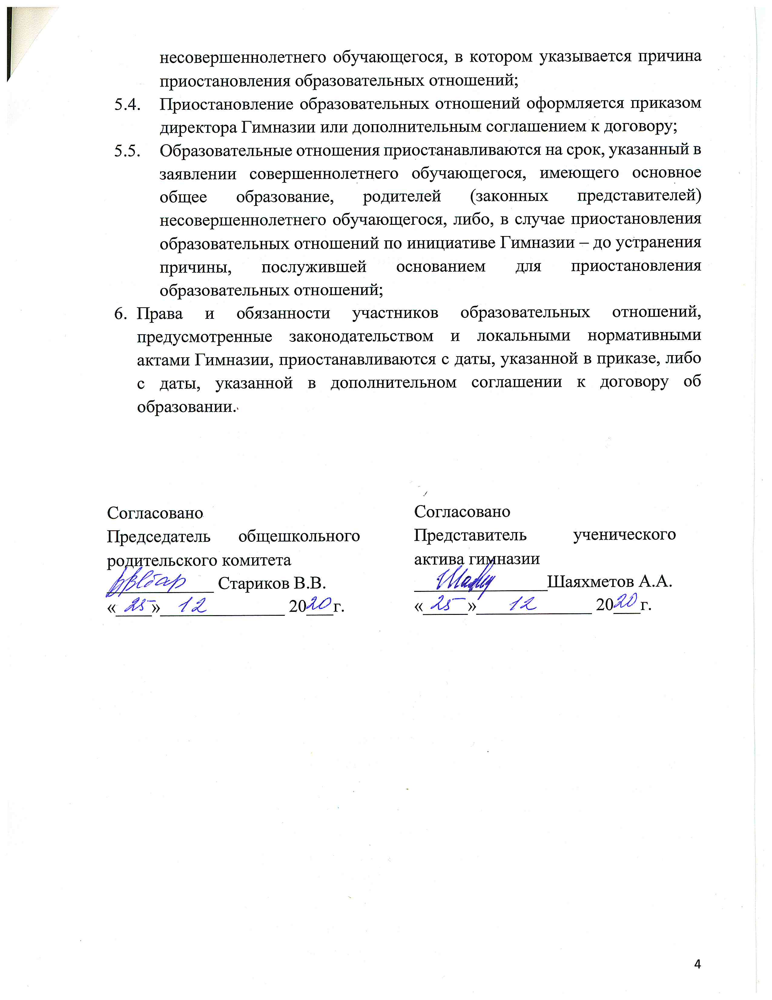 несовершеннолетнего обучающегося, в котором указывается причина
приостановления образовательных отношений;
5.4. Приостановление образовательных отношений оформляется приказом
директора Гимназии или дополнительным соглашением к договору;
5.5. Образовательные отношения приостанавливаются на срок, указанный в
заявлении совершеннолетнего обучающегося, имеющего основное
общее образование, родителей (законных представителей)
несовершеннолетнего обучающегося, либо, в случае приостановления
образовательных отношений по инициативе Гимназии – до устранения
причины, послужившей основанием для приостановления
образовательных отношений;
6. Права и обязанности участников образовательных отношений,
предусмотренные законодательством и локальными нормативными
актами Гимназии, приостанавливаются с даты, указанной в приказе, либо
с даты, указанной в дополнительном соглашении к договору об
образовании.
Согласовано
Председатель общешкольного
родительского комитета
Стариков В.В.
«25» 12 2020г.
Согласовано
Представитель ученического
актива гимназии
Шаяхметов А.А.
«25» 12 2020г.
4